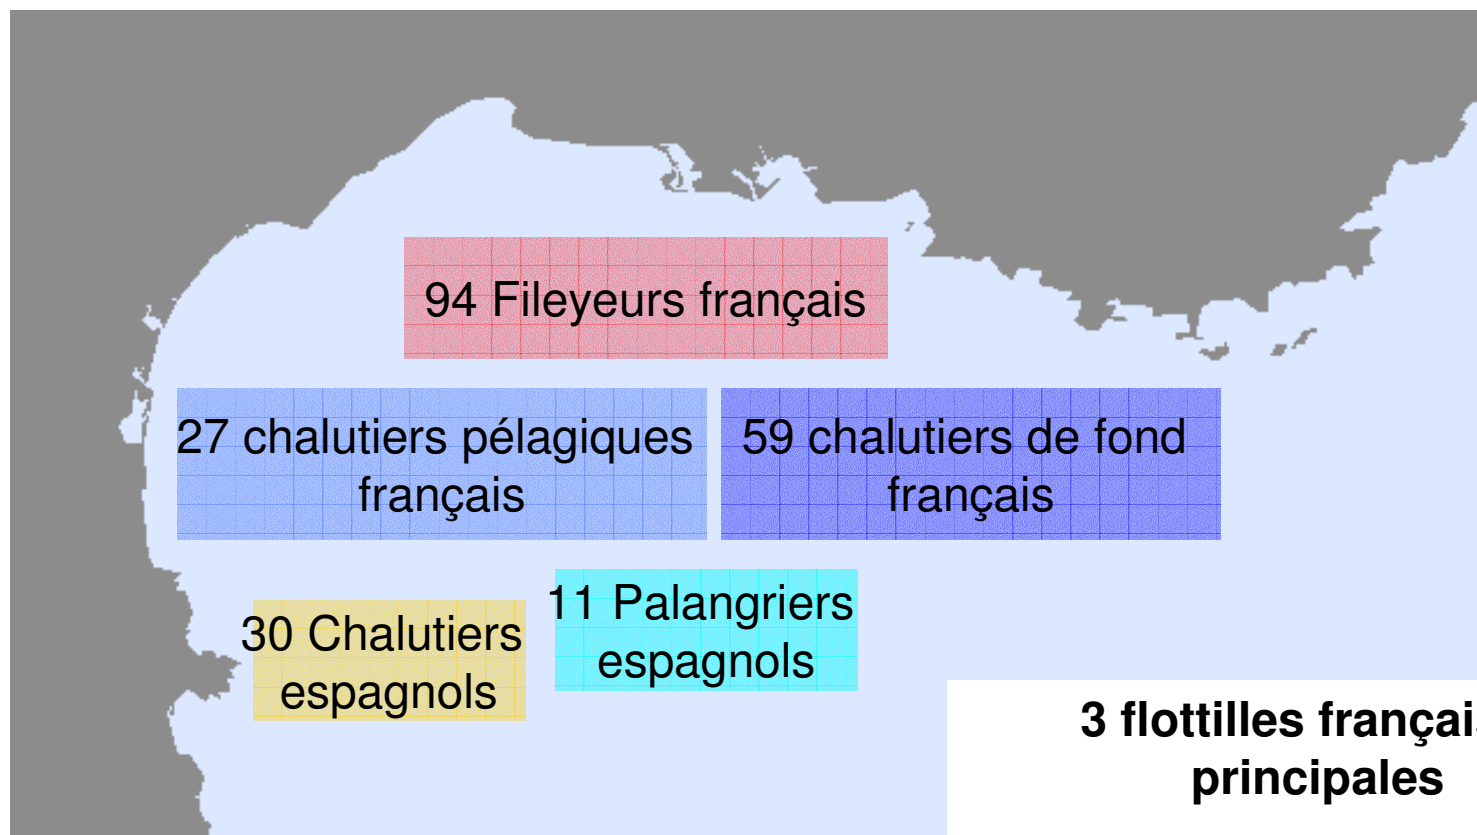 94 Fileyeurs français
27 chalutiers pélagiques
français
59 chalutiers de fond
français
11 Palangriers
espagnols
30 Chalutiers
espagnols
3 flottilles
principales